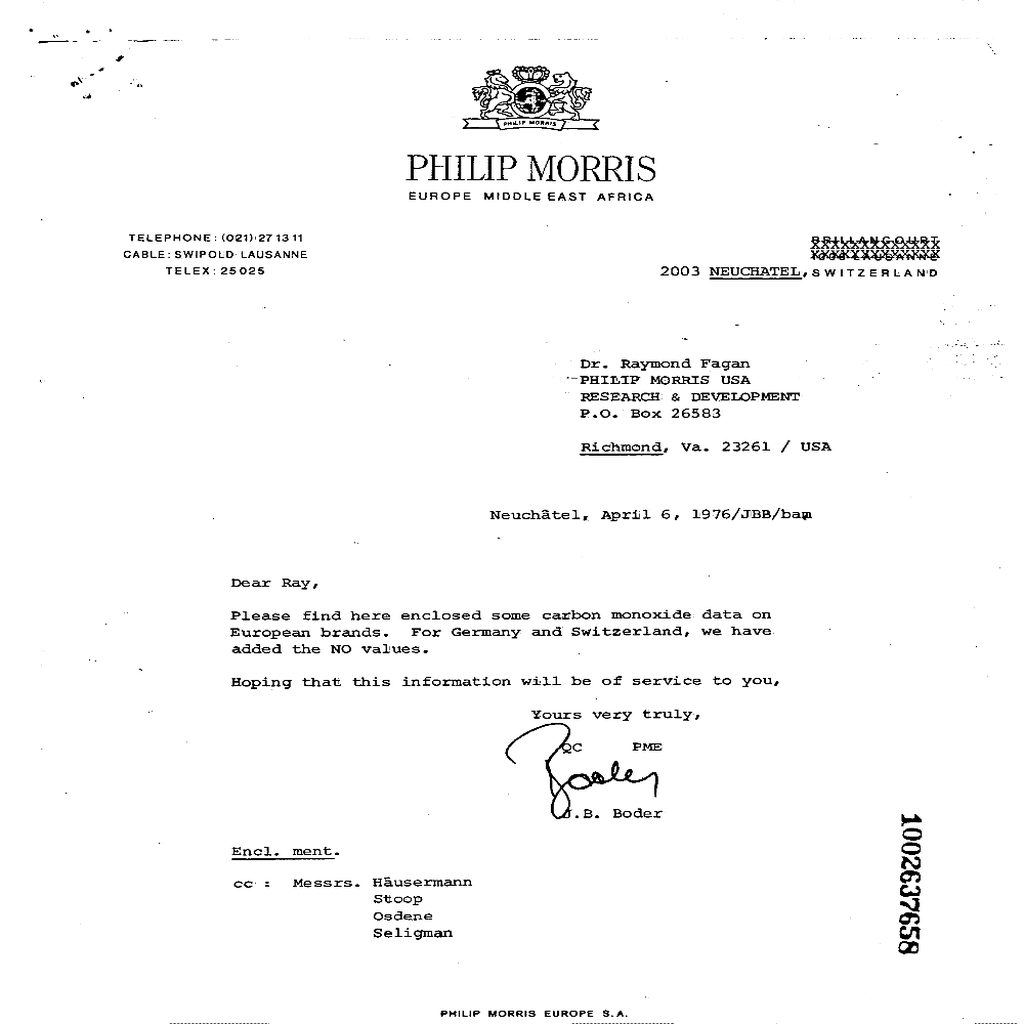 PHILIP MORRIS
PHILIP MORRIS
EUROPE MIDDLE EAST AFRICA
TELEPHONE: (021) 27 13 11
CABLE: SWIPOLD LAUSANNE
TELEX: 25025
BRILLANCOURT
2003 NEUCHATEL, SWITZERLAND
Dr. Raymond Fagan
PHILIP MORRIS USA
RESEARCH & DEVELOPMENT
P.O. Box 26583
Richmond, Va. 23261 / USA
Neuchâtel, April 6, 1976/JBB/bam
Dear Ray,
Please find here enclosed some carbon monoxide data on
European brands. For Germany and Switzerland, we have
added the NO values.
Hoping that this information will be of service to you,
Yours very truly,
QC PME
Boder
J.B. Boder
Encl. ment.
cc : Messrs. Häusermann
Stoop
Osdene
Seligman
1002637658
PHILIP MORRIS EUROPE S.A.